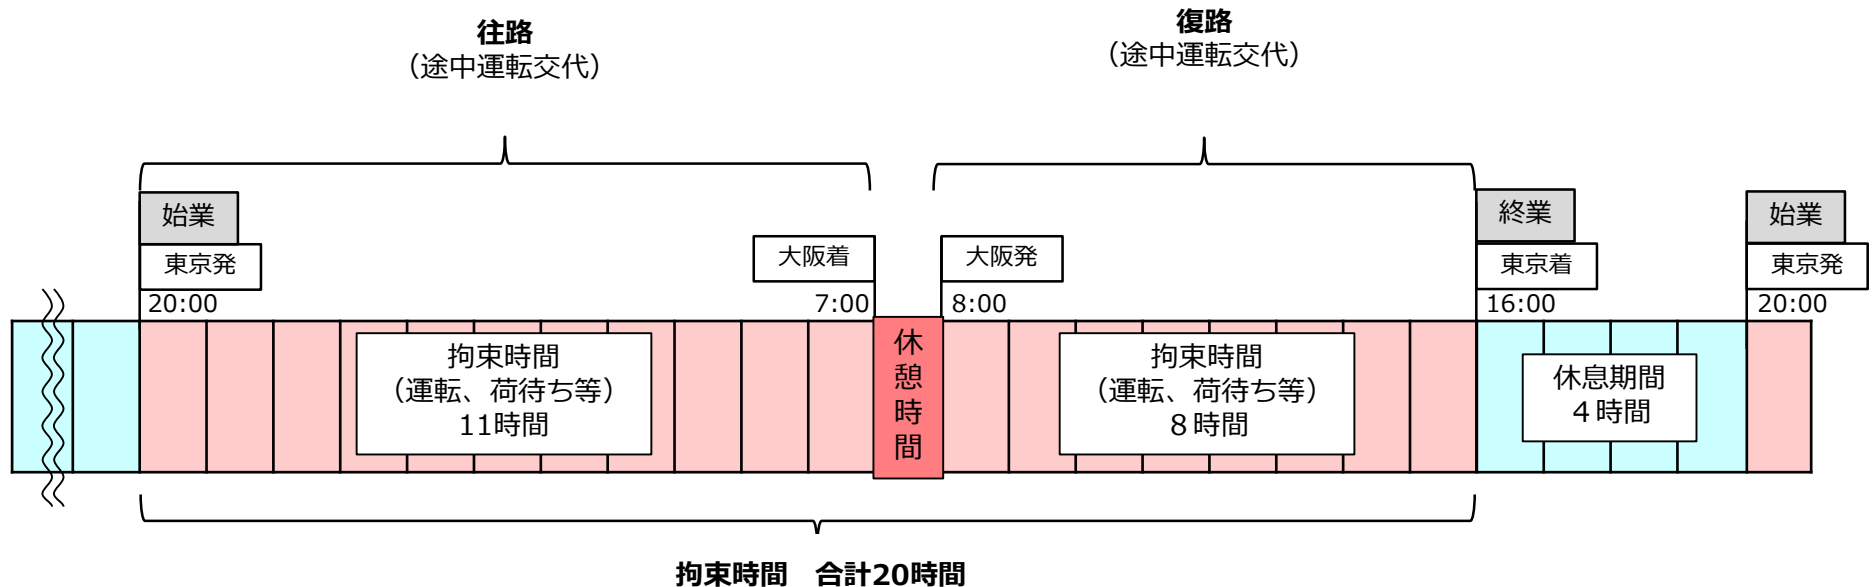 往路
（途中運転交代）
復路
（途中運転交代）
始業
東京発
20:00
大阪着
7:00
大阪発
8:00
終業
東京着
16:00
始業
東京発
20:00
拘束時間
（運転、荷待ち等）
11時間
休憩時間
拘束時間
（運転、荷待ち等）
８時間
休息期間
４時間
拘束時間　合計20時間